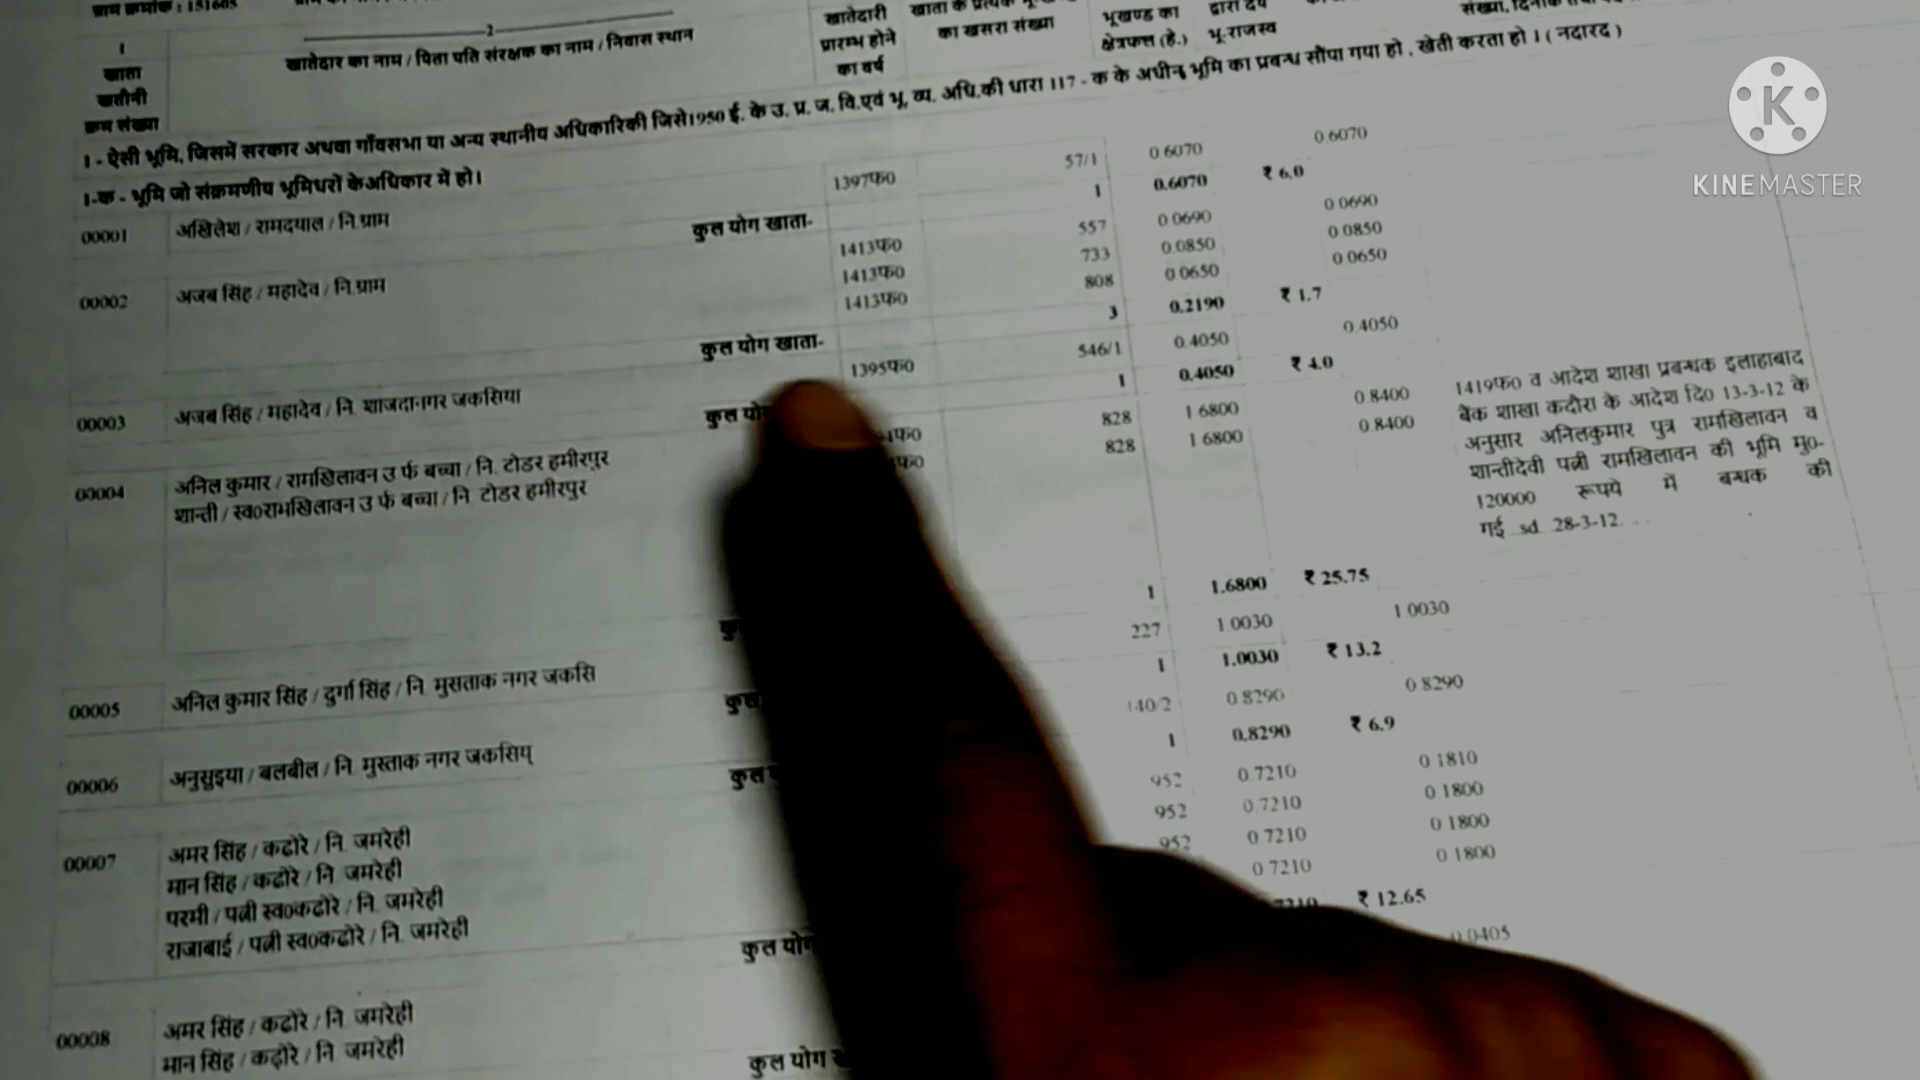 ग्राम क्रमांक : 151605
खातेदारी
प्रारम्भ होने
का वर्ष
का खसरा संख्या
भूखण्ड का
क्षेत्रफल (हे.)
द्वारा देय
भू-राजस्व
1
खाता
खतौनी
क्रम संख्या
2
खातेदार का नाम / पिता पति संरक्षक का नाम / निवास स्थान
1 - ऐसी भूमि, जिसमें सरकार अथवा गाँवसभा या अन्य स्थानीय अधिकारिकी जिसे1950 ई. के उ. प्र. ज. वि.एवं भू. व्य. अधि.की धारा 117 - क के अधीन भूमि का प्रबन्ध सौंपा गया हो , खेती करता हो । ( नदारद )
1-क - भूमि जो संक्रमणीय भूमिधरों केअधिकार में हो।
00001 अखिलेश / रामदयाल / नि ग्राम 1397फ0 57/1 0.6070 0.6070
कुल योग खाता- 1 0.6070 ₹ 6.0
00002 अजब सिंह / महादेव / नि ग्राम 1413फ0 557 0.0690 0.0690
1413फ0 733 0.0850 0.0850
1413फ0 808 0.0650 0.0650
कुल योग खाता- 3 0.2190 ₹ 1.7
00003 अजब सिंह / महादेव / नि. शाजदानगर जकसिया 1395फ0 546/1 0.4050 0.4050
कुल यो 1 0.4050 ₹ 4.0
00004 अनिल कुमार / रामखिलावन उ र्फ बच्चा / नि. टोडर हमीरपुर फ0 828 1.6800 0.8400
शान्ती / स्व0रामखिलावन उ र्फ बच्चा / नि टोडर हमीरपुर फ0 828 1.6800 0.8400
1419फ0 व आदेश शाखा प्रबन्धक इलाहाबाद
बैंक शाखा कदौरा के आदेश दि0 13-3-12 के
अनुसार अनिलकुमार पुत्र रामखिलावन व
शान्तीदेवी पत्नी रामखिलावन की भूमि मु0-
120000 रूपये में बन्धक की
गई sd. 28-3-12.
कु 1 1.6800 ₹ 25.75
00005 अनिल कुमार सिंह / दुर्गा सिंह / नि मुसताक नगर जकसि 227 1.0030 1.0030
कुल 1 1.0030 ₹ 13.2
00006 अनुसुइया / बलबील / नि. मुस्ताक नगर जकसिय् 140/2 0.8290 0.8290
कुल 1 0.8290 ₹ 6.9
00007 अमर सिंह / कढोरे / नि. जमरेही 952 0.7210 0.1810
मान सिंह / कढोरे / नि. जमरेही 952 0.7210 0.1800
परमी / पत्नी स्व0कढोरे / नि. जमरेही 952 0.7210 0.1800
राजाबाई / पत्नी स्व0कढोरे / नि. जमरेही 0.7210 0.1800
कुल योग ₹ 12.65
0.0405
00008 अमर सिंह / कढोरे / नि. जमरेही
मान सिंह / कढ़ोरे / नि. जमरेही
कुल योग
K
KINEMASTER